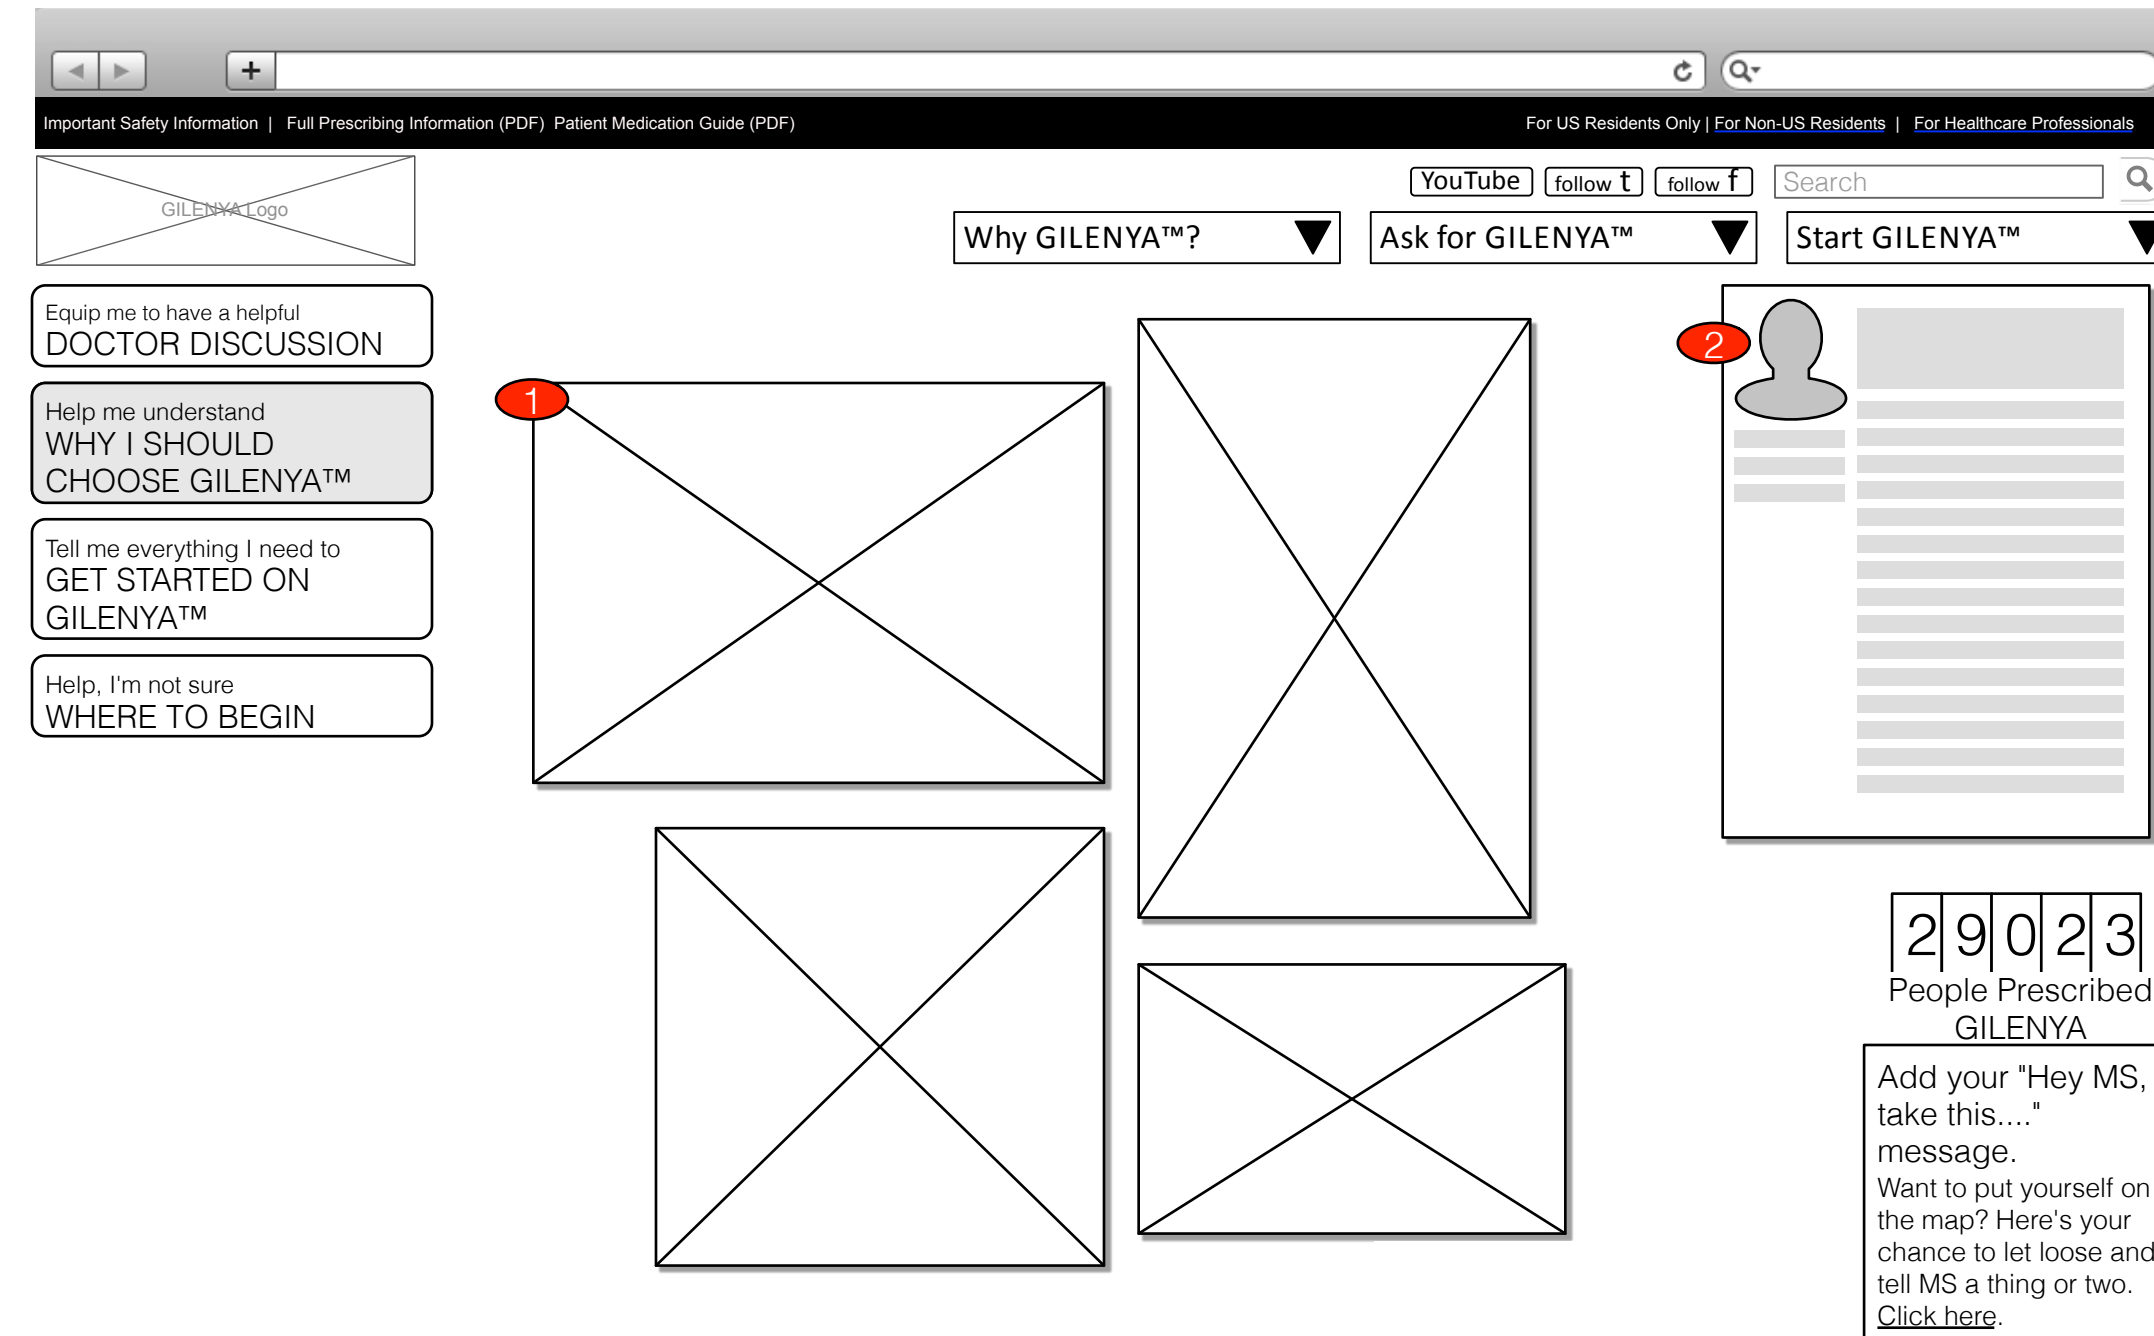 Important Safety Information | Full Prescribing Information (PDF) Patient Medication Guide (PDF)
For US Residents Only | For Non-US Residents | For Healthcare Professionals
GILENYA Logo
YouTube
follow t
follow f
Search
Why GILENYA™?
Ask for GILENYA™
Start GILENYA™
Equip me to have a helpful
DOCTOR DISCUSSION
Help me understand
WHY I SHOULD
CHOOSE GILENYA™
Tell me everything I need to
GET STARTED ON
GILENYA™
Help, I'm not sure
WHERE TO BEGIN
1
2
29023
People Prescribed
GILENYA
Add your "Hey MS,
take this...."
message.
Want to put yourself on
the map? Here's your
chance to let loose and
tell MS a thing or two.
Click here.